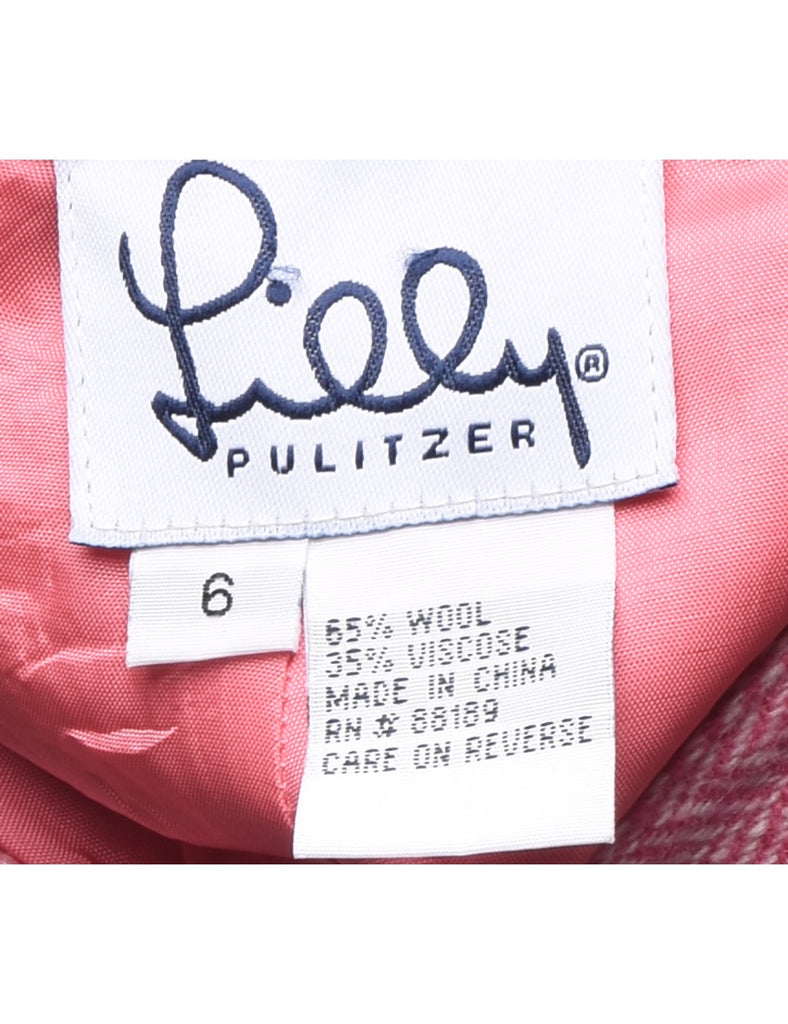 Lilly®
PULITZER
6
65% WOOL
35% VISCOSE
MADE IN CHINA
RN # 88189
CARE ON REVERSE